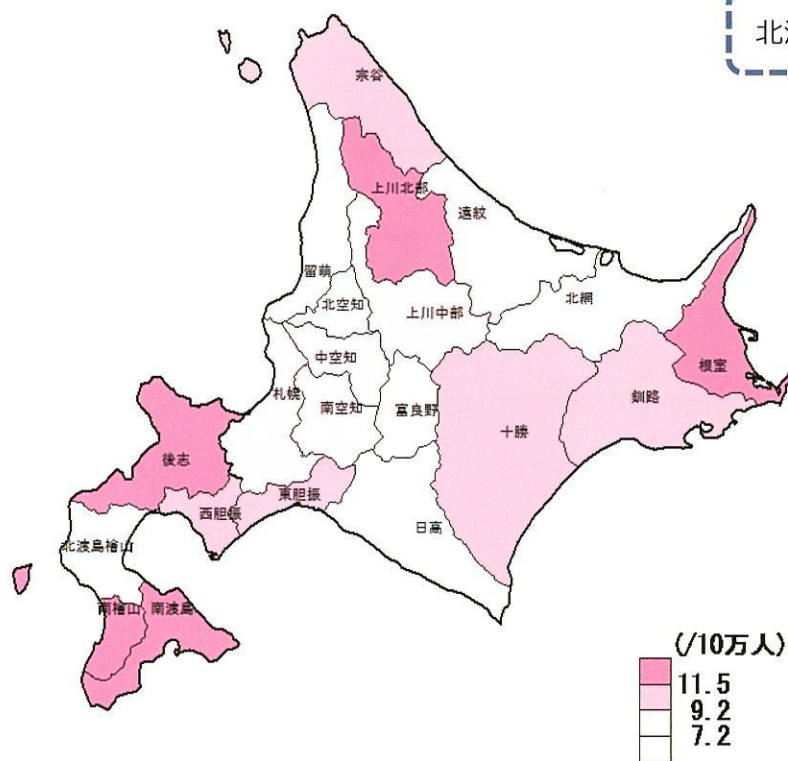 北
宗谷
上川北部
遠紋
留萌
北空知
上川中部
北網
中空知
札幌
南空知
富良野
十勝
釧路
根室
後志
西胆振
東胆振
日高
北渡島檜山
南檜山
南渡島
(/10万人)
11.5
9.2
7.2